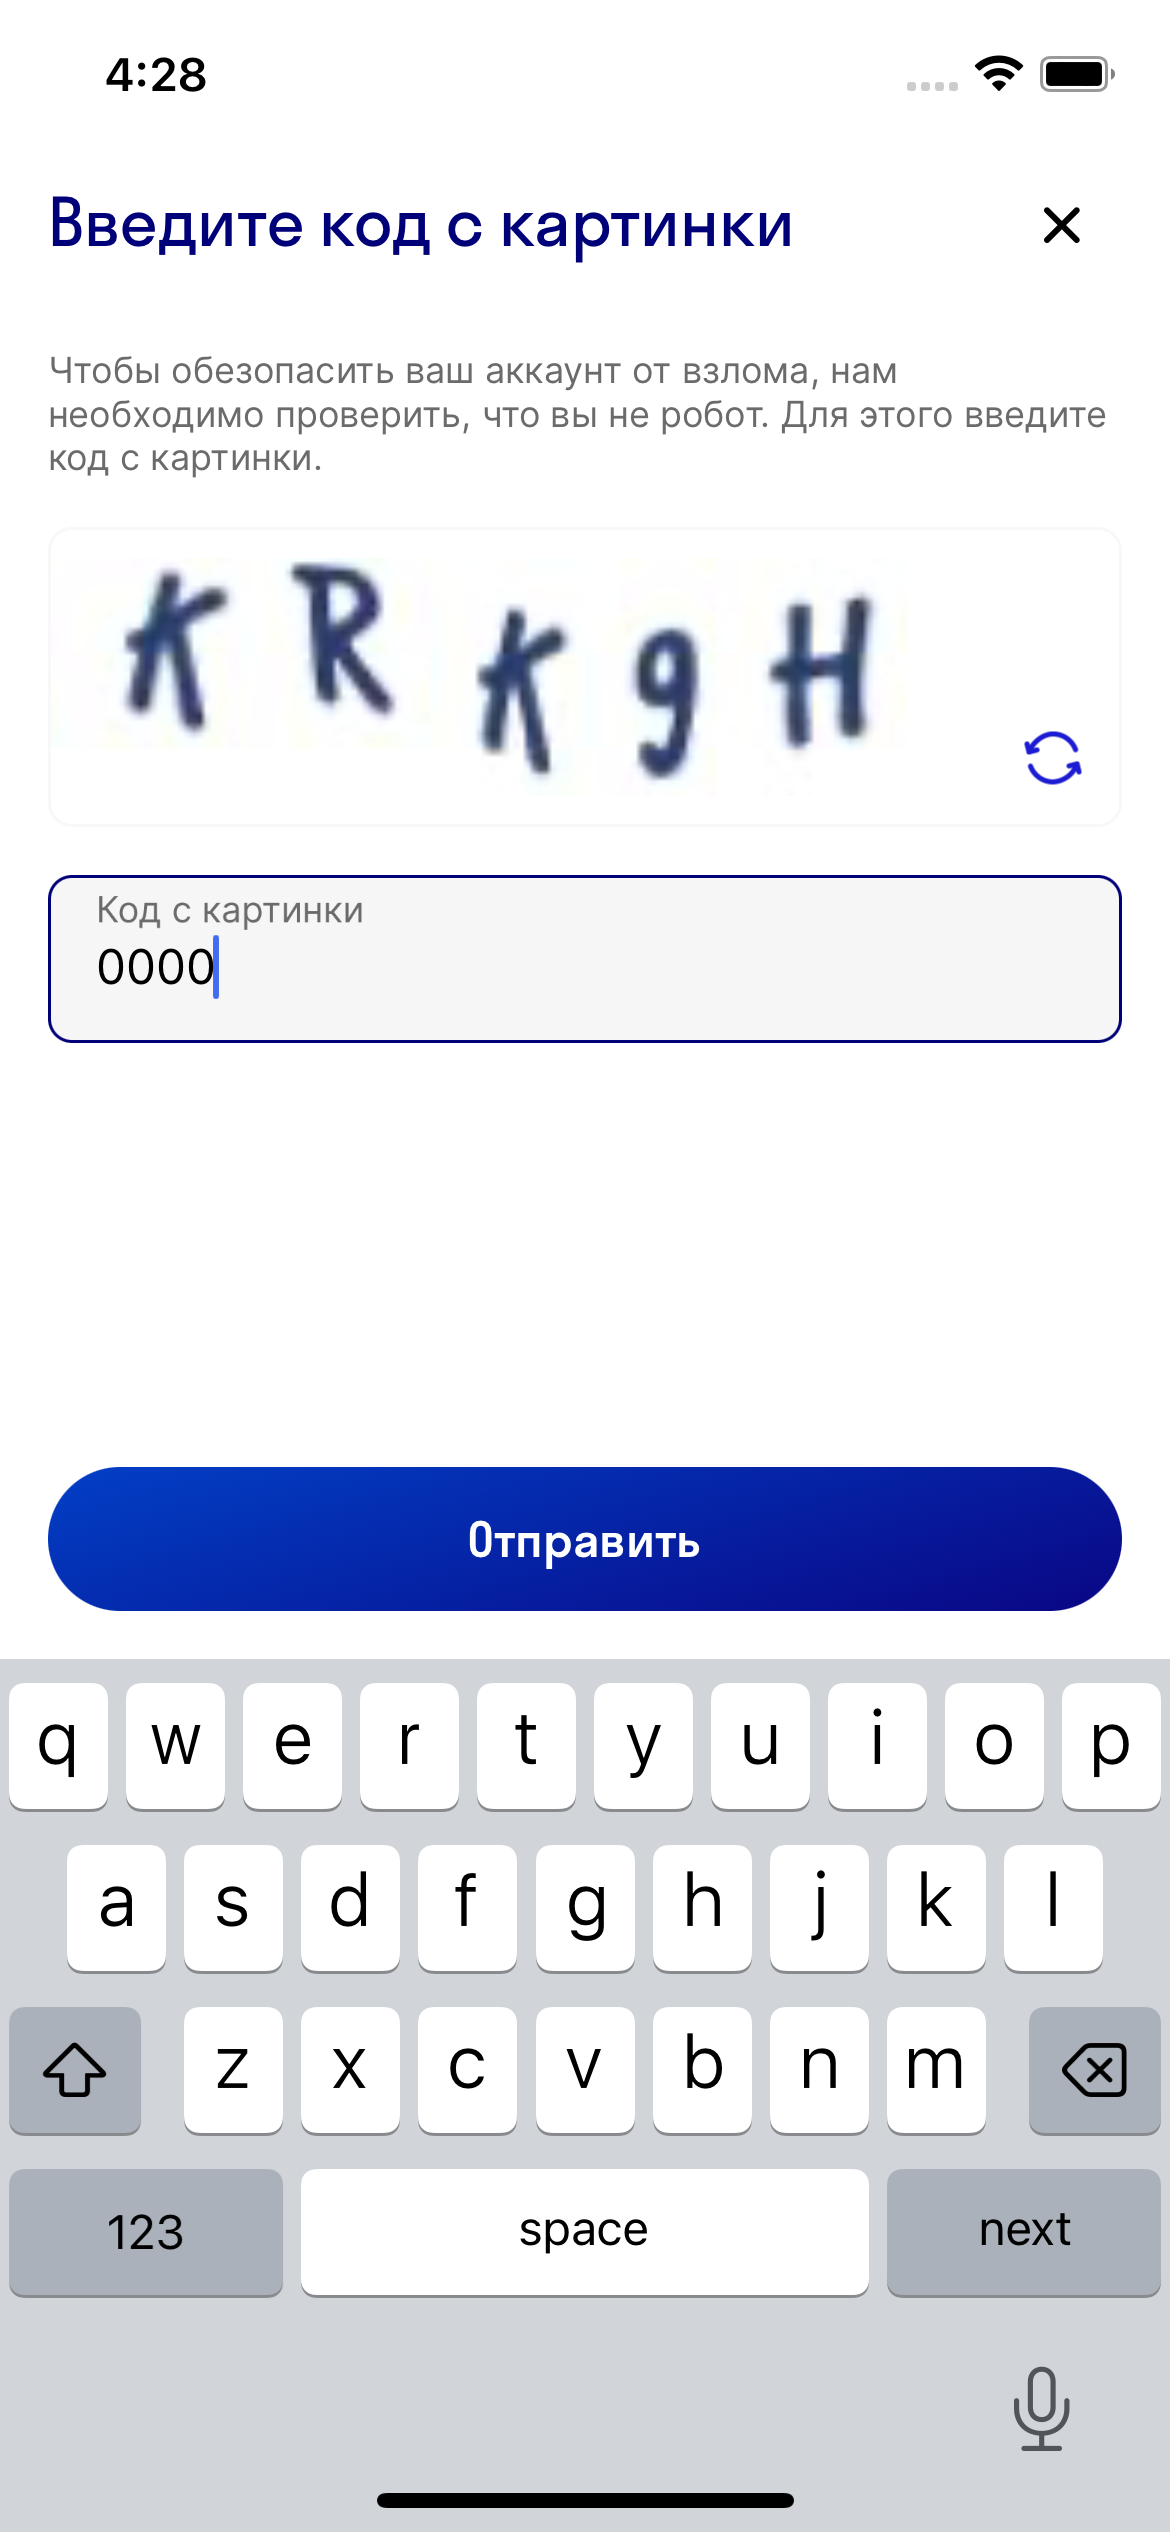 4:28
Введите код с картинки
Чтобы обезопасить ваш аккаунт от взлома, нам
необходимо проверить, что вы не робот. Для этого введите
код с картинки.
KRK9H
Код с картинки
0000
Отправить
q w e r t y u i o p
a s d f g h j k l
z x c v b n m
123 space next